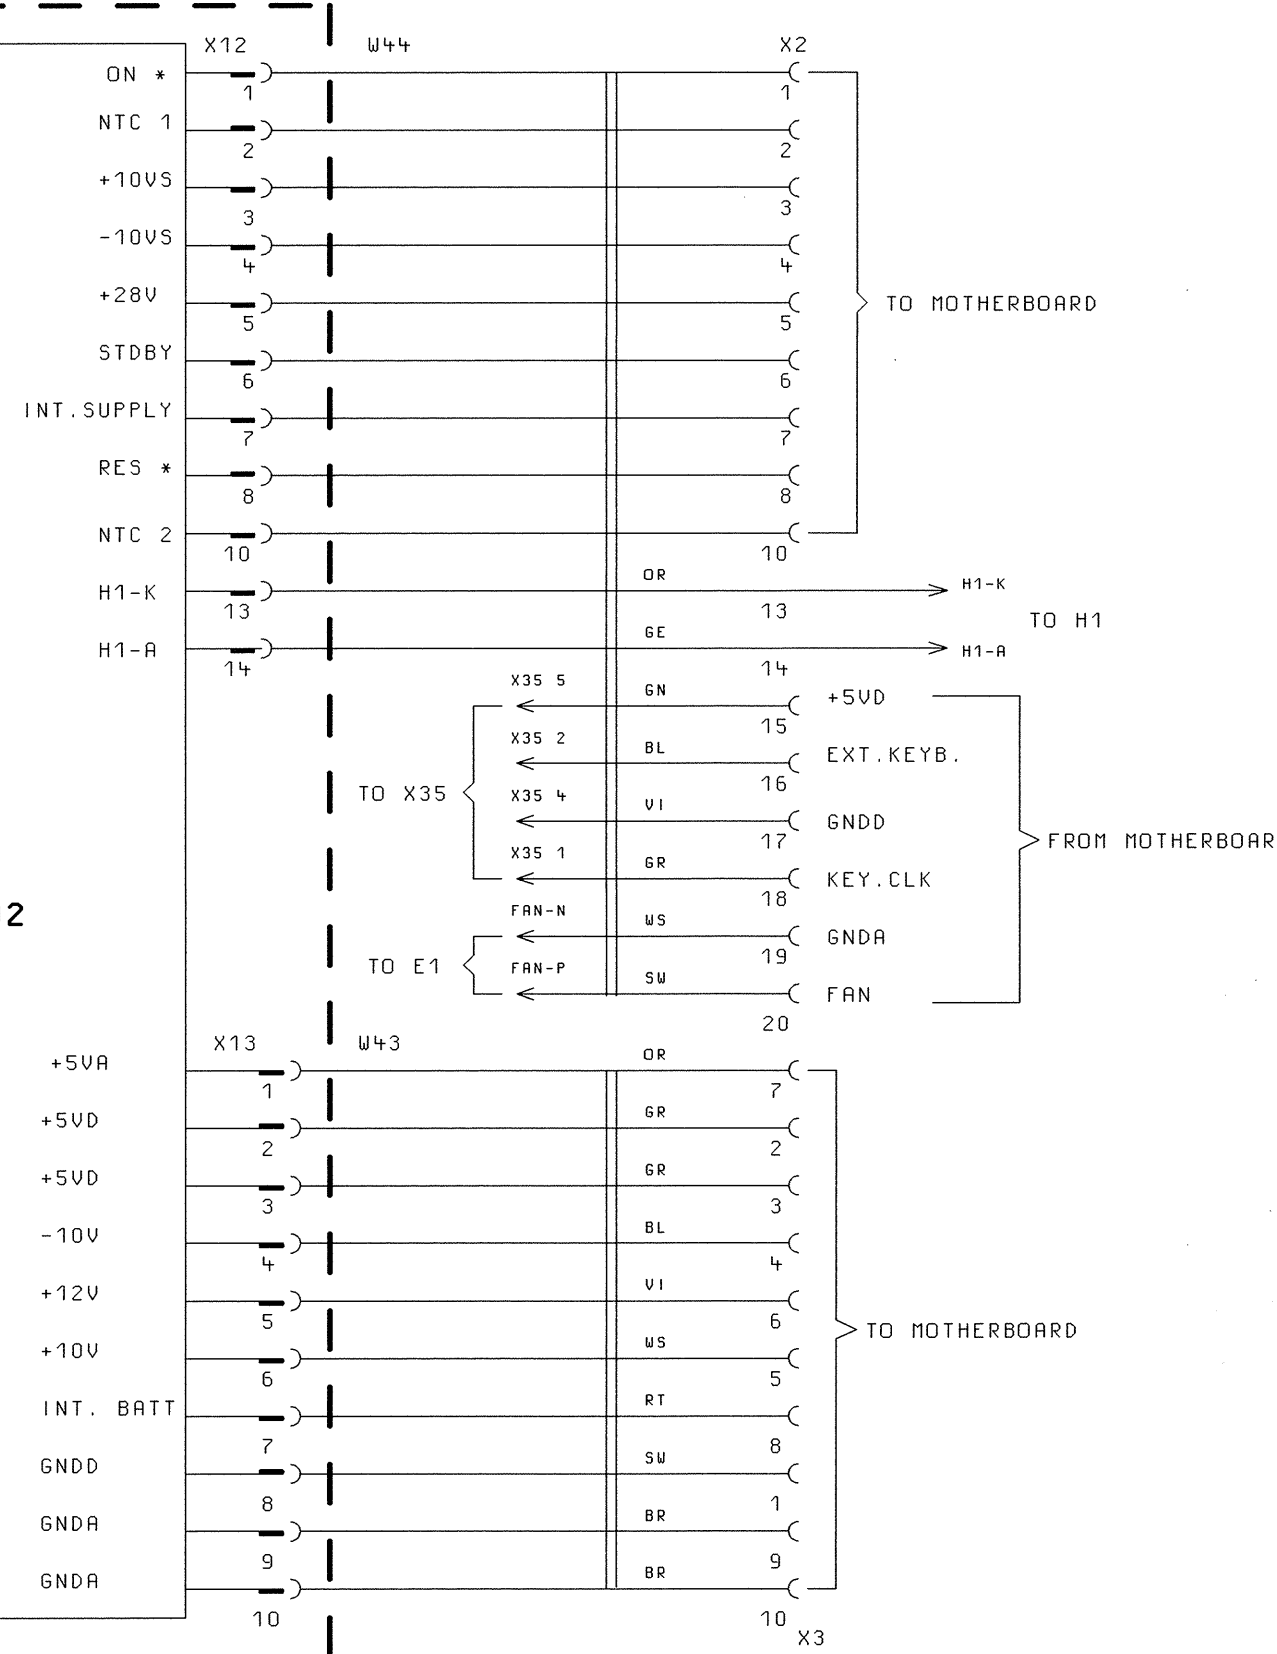 X12 W44 X2
ON *
1 1
NTC 1
2 2
+10VS
3 3
-10VS
4 4
+28V
5 5
TO MOTHERBOARD
STDBY
6 6
INT.SUPPLY
7 7
RES *
8 8
NTC 2
10 10
OR
H1-K H1-K
13 13
TO H1
GE
H1-A H1-A
14 14
X35 5 GN +5VD
15
X35 2 BL EXT.KEYB.
16
TO X35 X35 4 VI
GNDD
17
FROM MOTHERBOAR
X35 1 GR
KEY.CLK
18
2
FAN-N WS
GNDA
19
TO E1 FAN-P SW
FAN
20
X13 W43
+5VA OR
1 7
+5VD GR
2 2
+5VD GR
3 3
-10V BL
4 4
+12V VI
5 6
TO MOTHERBOARD
+10V WS
6 5
INT. BATT RT
7 8
GNDD SW
8 1
GNDA BR
9 9
GNDA BR
10 10
X3